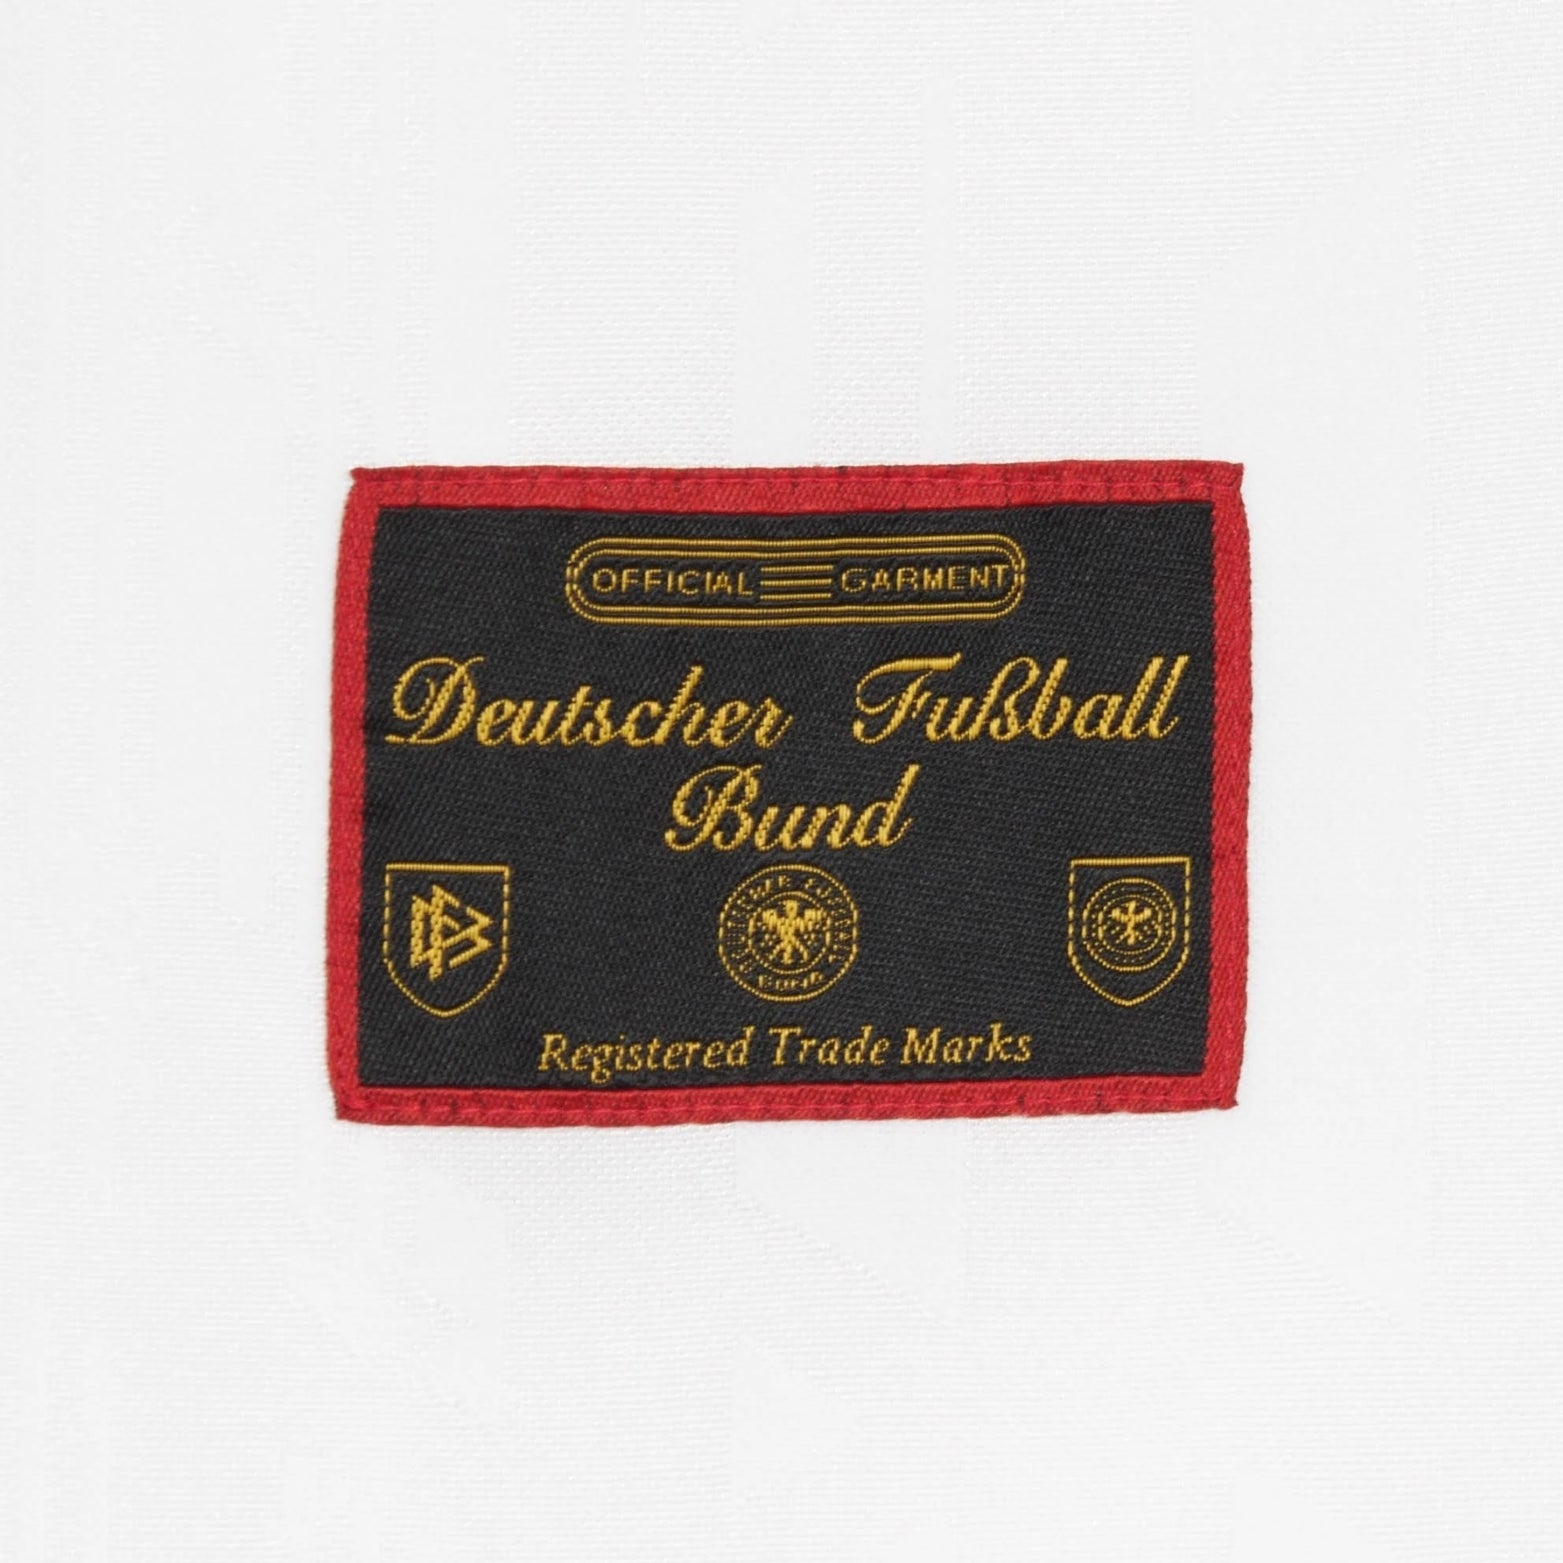 OFFICIAL GARMENT
Deutscher Fußball
Bund
Registered Trade Marks